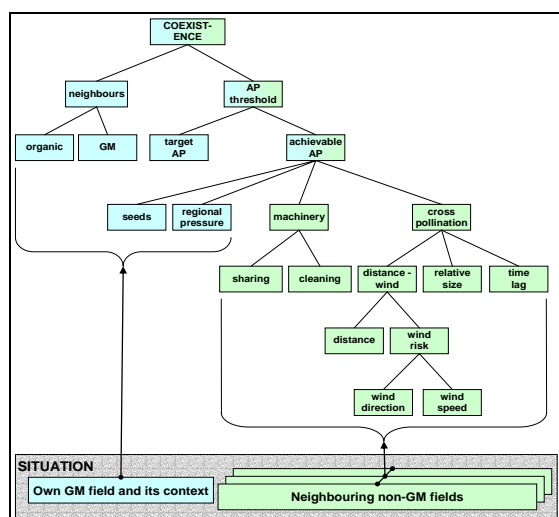 COEXIST-
ENCE
neighbours
AP
threshold
organic
GM
target
AP
achievable
AP
seeds
regional
pressure
machinery
cross
pollination
sharing
cleaning
distance -
wind
relative
size
time
lag
distance
wind
risk
wind
direction
wind
speed
SITUATION
Own GM field and its context
Neighbouring non-GM fields